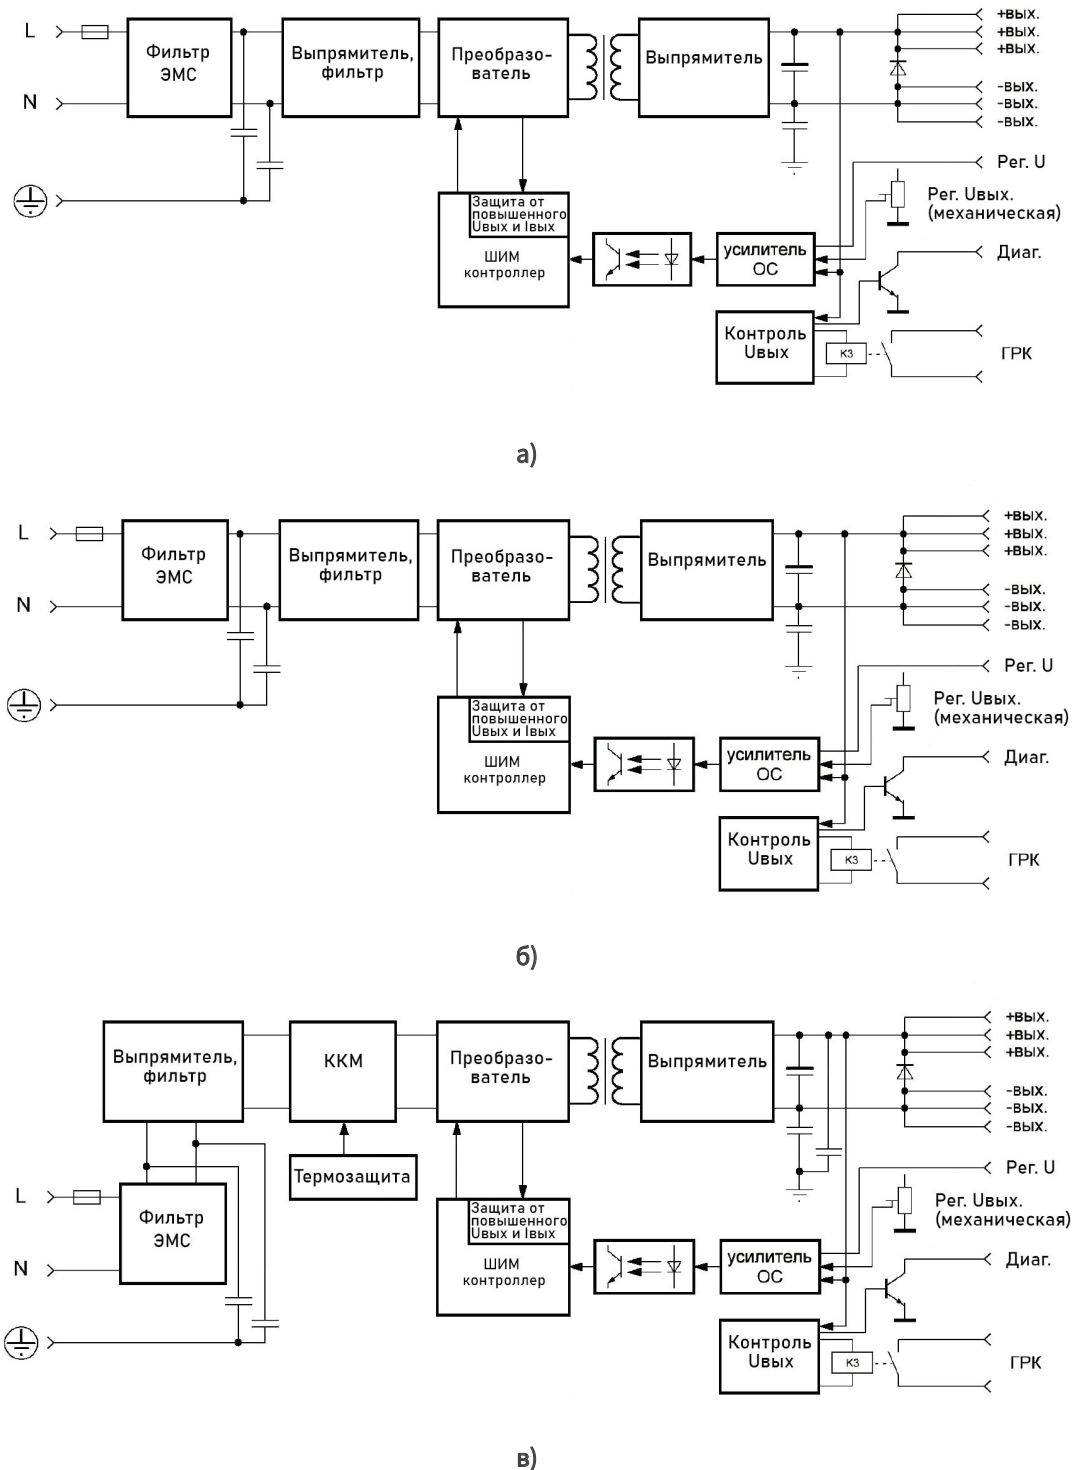 L
N
Фильтр
ЭМС
Выпрямитель,
фильтр
Преобразо-
ватель
Выпрямитель
+вых.
+вых.
+вых.
-вых.
-вых.
-вых.
Рег. U
Рег. Uвых.
(механическая)
Защита от
повышенного
Uвых и Iвых
ШИМ
контроллер
усилитель
ОС
Диаг.
Контроль
Uвых
К3
ГРК
а)
L
N
Фильтр
ЭМС
Выпрямитель,
фильтр
Преобразо-
ватель
Выпрямитель
+вых.
+вых.
+вых.
-вых.
-вых.
-вых.
Рег. U
Рег. Uвых.
(механическая)
Защита от
повышенного
Uвых и Iвых
ШИМ
контроллер
усилитель
ОС
Диаг.
Контроль
Uвых
К3
ГРК
б)
Выпрямитель,
фильтр
ККМ
Преобразо-
ватель
Выпрямитель
+вых.
+вых.
+вых.
-вых.
-вых.
-вых.
Термозащита
L
N
Фильтр
ЭМС
Рег. U
Рег. Uвых.
(механическая)
Защита от
повышенного
Uвых и Iвых
ШИМ
контроллер
усилитель
ОС
Диаг.
Контроль
Uвых
К3
ГРК
в)